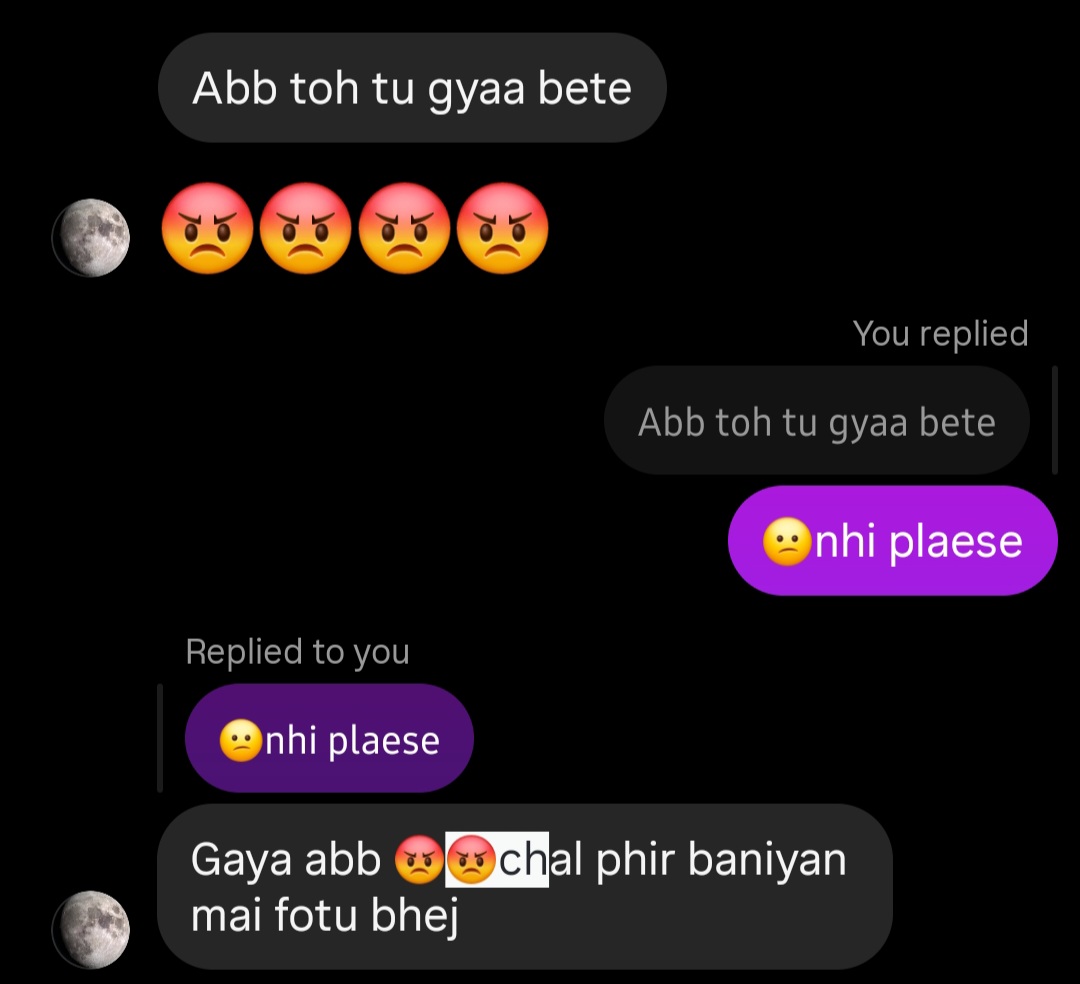 Abb toh tu gyaa bete
😡😡😡😡
You replied
Abb toh tu gyaa bete
😕nhi plaese
Replied to you
😕nhi plaese
Gaya abb 😡😡chal phir baniyan
mai fotu bhej